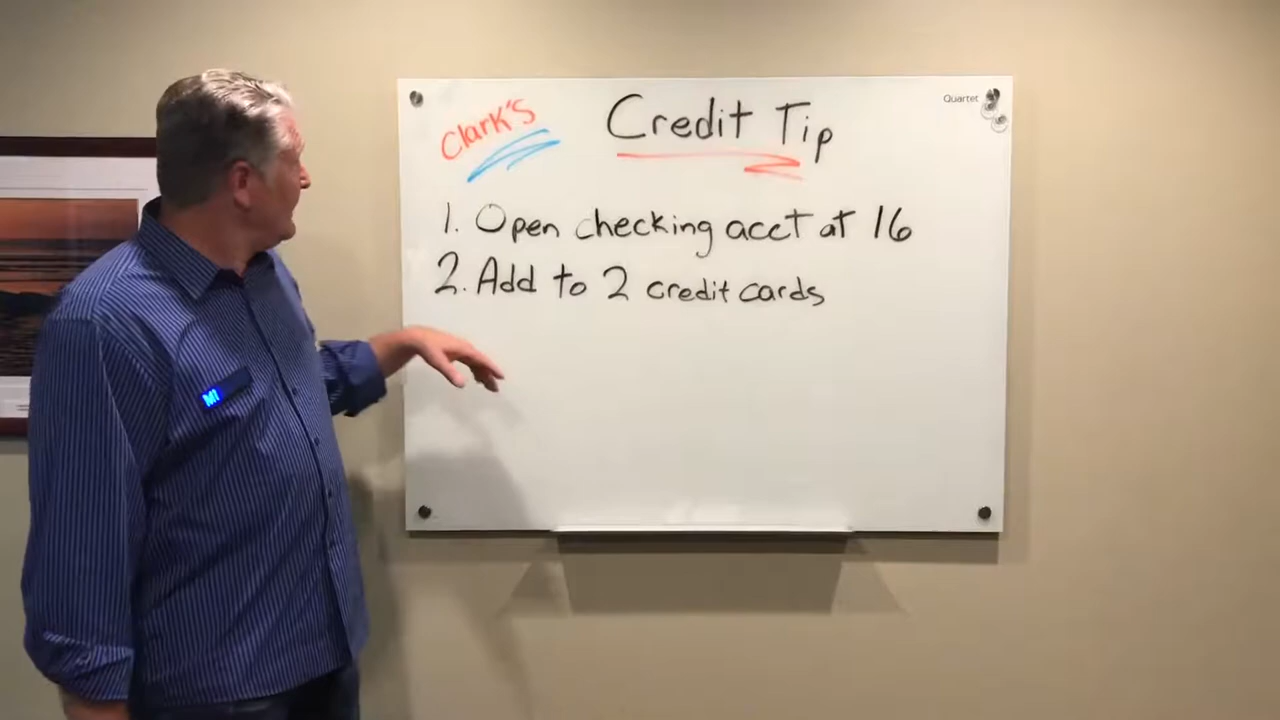 Clark's
Credit Tip
Quartet
1. Open checking acct at 16
2. Add to 2 credit cards